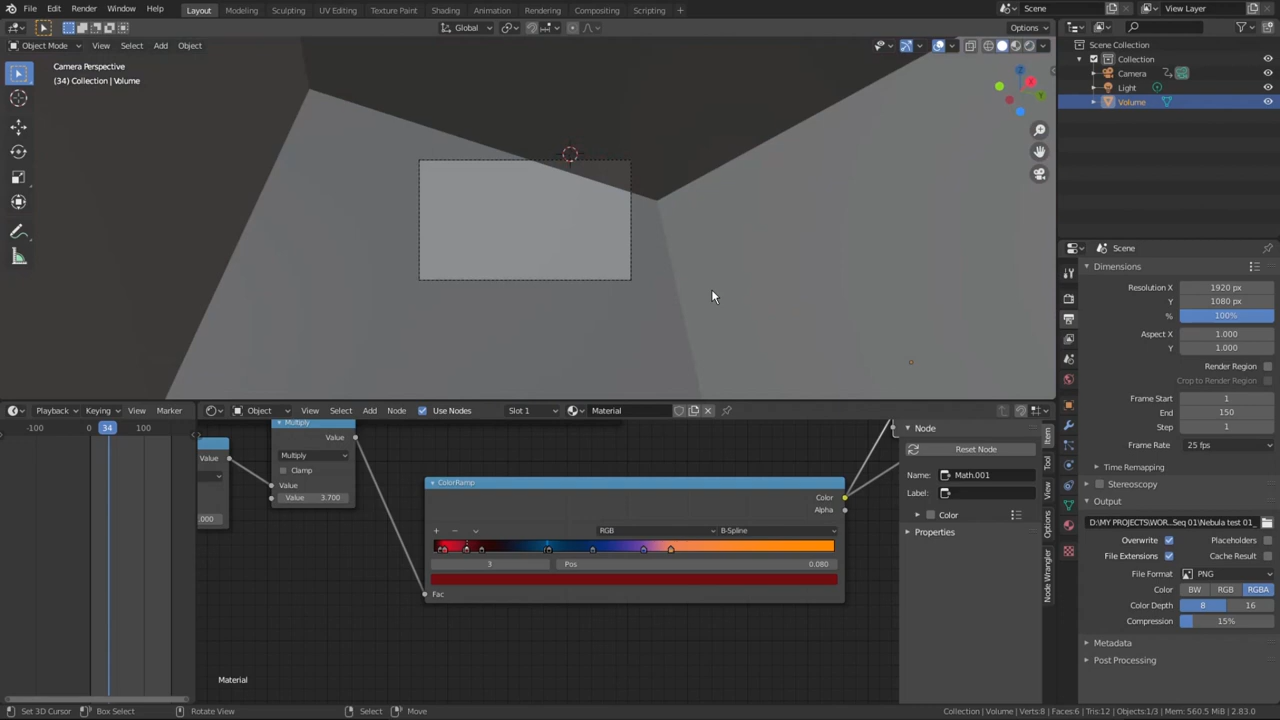 File Edit Render Window Help Layout Modeling Sculpting UV Editing Texture Paint Shading Animation Rendering Compositing Scripting + Scene View Layer
Global Options
Object Mode View Select Add Object
Camera Perspective
(34) Collection | Volume
Scene Collection
Collection
Camera
Light
Volume
Scene
Dimensions
Resolution X 1920 px
Y 1080 px
% 100%
Aspect X 1.000
Y 1.000
Render Region
Crop to Render Region
Frame Start 1
End 150
Step 1
Frame Rate 25 fps
Time Remapping
Stereoscopy
Output
D:\MY PROJECTS\WOR...Seq 01\Nebula test 01_
Overwrite Placeholders
File Extensions Cache Result
File Format PNG
Color BW RGB RGBA
Color Depth 8 16
Compression 15%
Metadata
Post Processing
Playback Keying View Marker Object View Select Add Node Use Nodes Slot 1 Material
-100 0 34 100
Value
.000
Multiply
Value
Multiply
Clamp
Value
Value 3.700
ColorRamp
Color
Alpha
+ − RGB B-Spline
3 Pos 0.080
Fac
Material
Node
Reset Node
Name: Math.001
Label:
Color
Properties
Item
Tool
View
Options
Node Wrangler
Set 3D Cursor Box Select Rotate View Select Move Collection | Volume | Verts:8 | Faces:6 | Tris:12 | Objects:1/3 | Mem: 560.5 MiB | 2.83.0